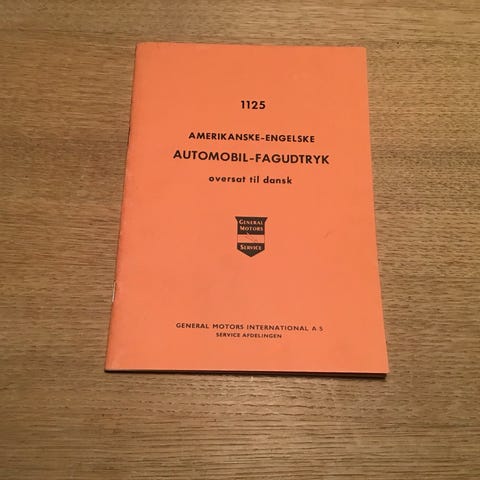 1125
AMERIKANSKE-ENGELSKE
AUTOMOBIL-FAGUDTRYK
oversat til dansk
GENERAL
MOTORS
SERVICE
GENERAL MOTORS INTERNATIONAL A S
SERVICE AFDELINGEN